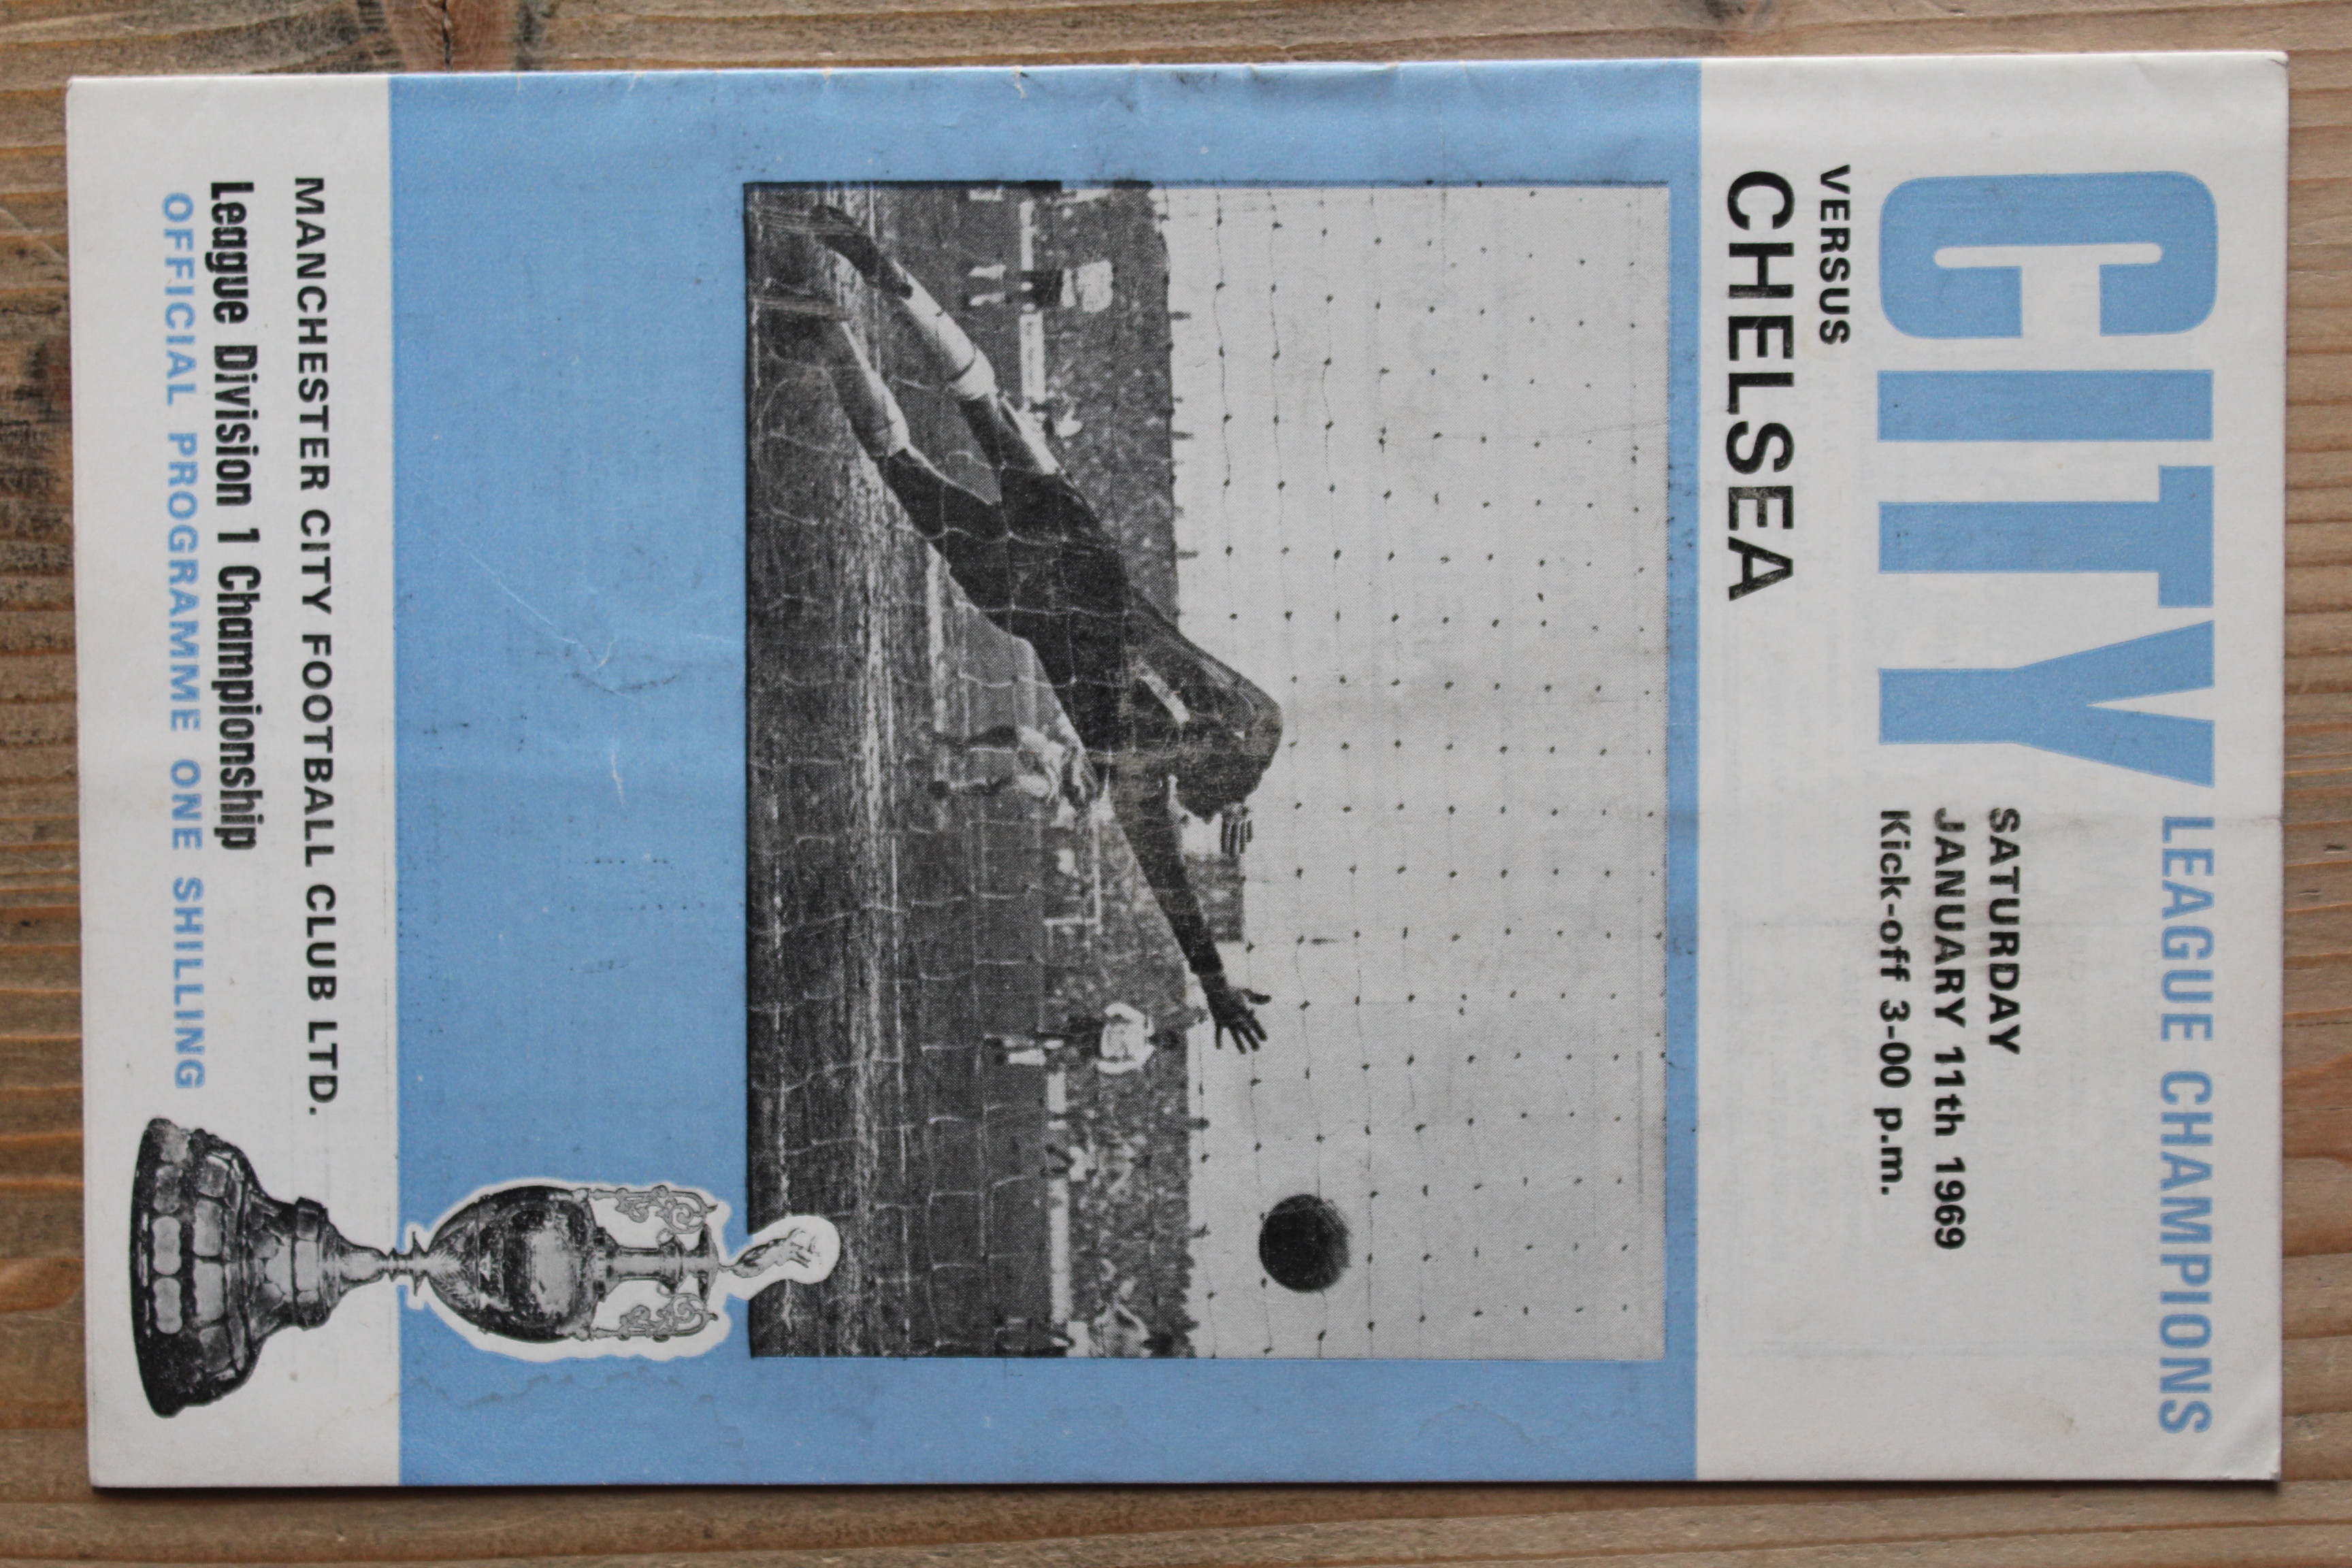 CITY
LEAGUE CHAMPIONS
SATURDAY
JANUARY 11th 1969
Kick-off 3-00 p.m.
VERSUS
CHELSEA
MANCHESTER CITY FOOTBALL CLUB LTD.
League Division 1 Championship
OFFICIAL PROGRAMME ONE SHILLING